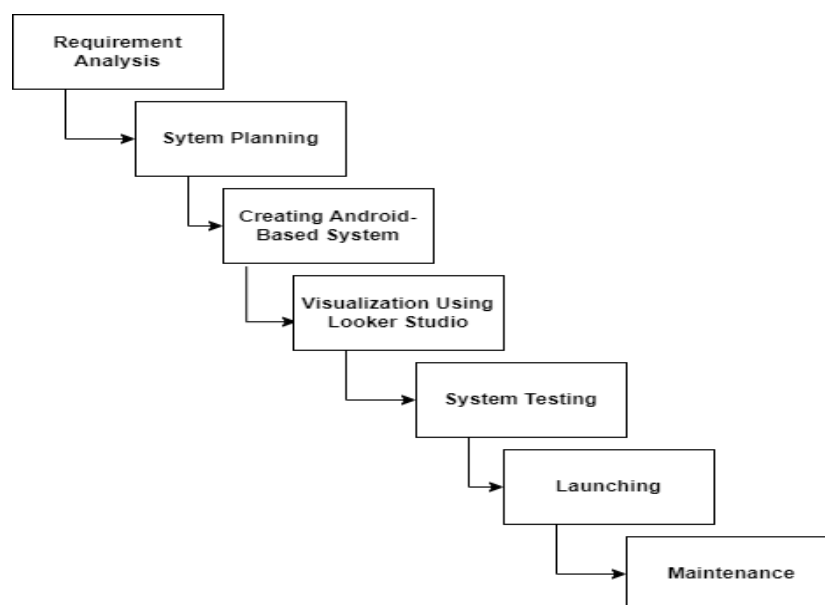 Requirement
Analysis
Sytem Planning
Creating Android-
Based System
Visualization Using
Looker Studio
System Testing
Launching
Maintenance